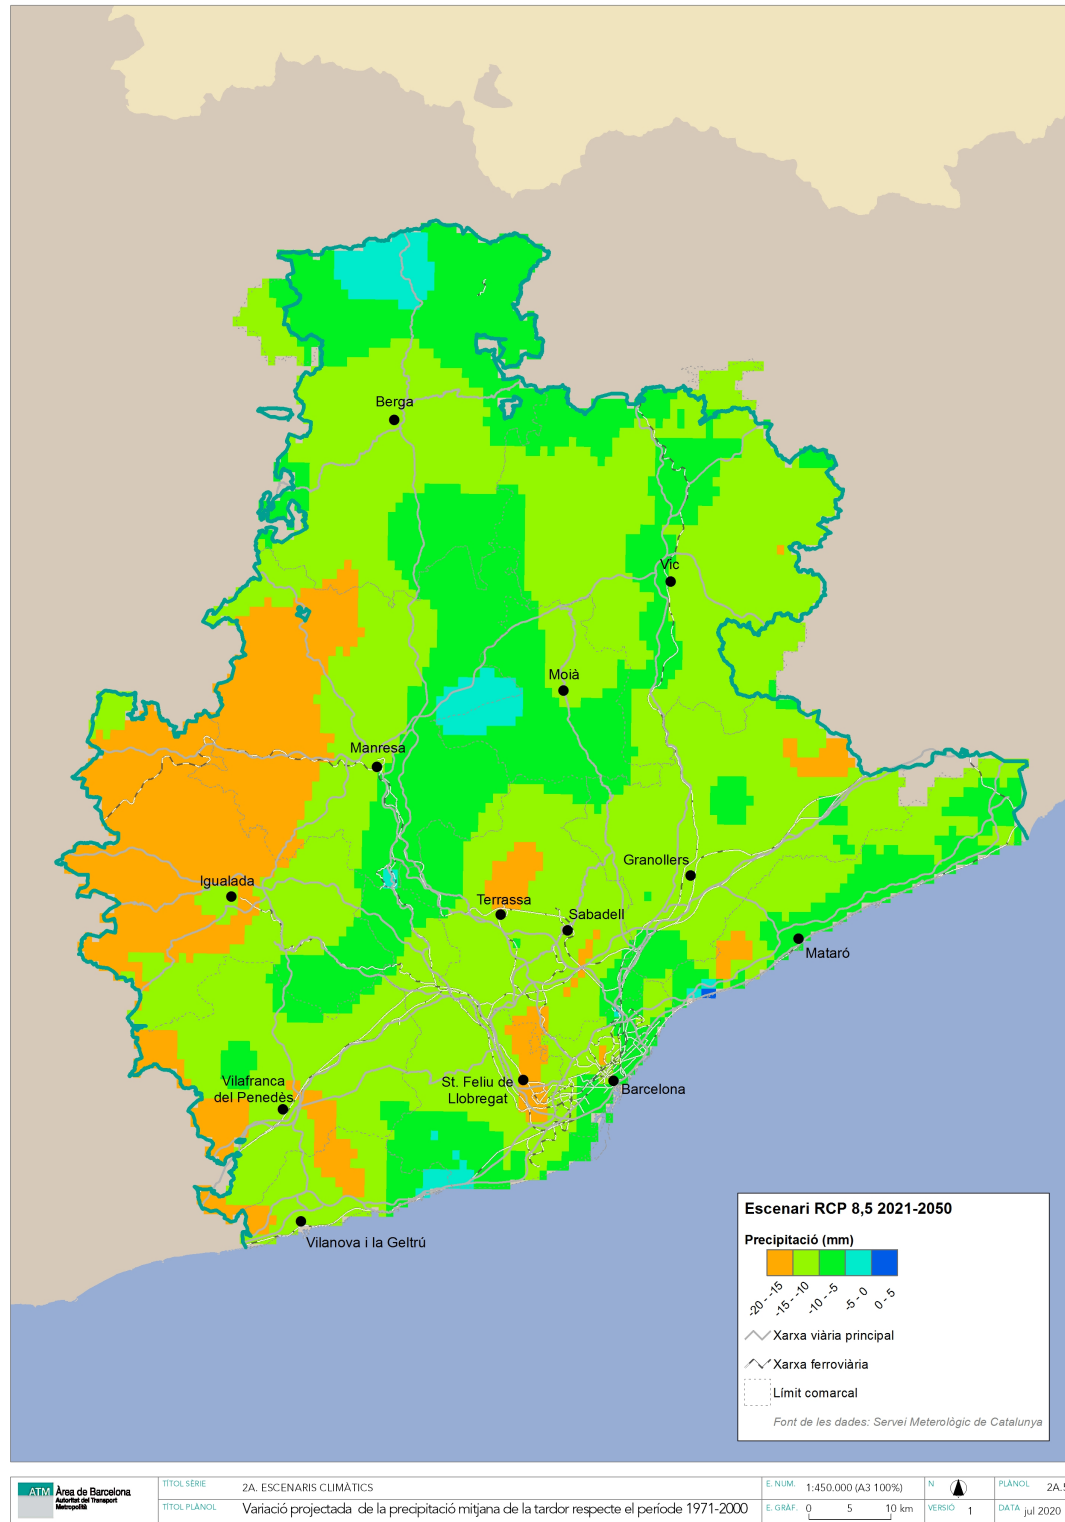 Berga
Vic
Moià
Manresa
Granollers
Igualada
Terrassa
Sabadell
Mataró
Vilafranca
del Penedès
St. Feliu de
Llobregat
Barcelona
Vilanova i la Geltrú
Escenari RCP 8,5 2021-2050
Precipitació (mm)
-20 - -15
-15 - -10
-10 - -5
-5 - 0
0 - 5
Xarxa viària principal
Xarxa ferroviària
Límit comarcal
Font de les dades: Servei Meterològic de Catalunya
ATM Àrea de Barcelona
Autoritat del Transport
Metropolità
TÍTOL SÈRIE 2A. ESCENARIS CLIMÀTICS
TÍTOL PLÀNOL Variació projectada de la precipitació mitjana de la tardor respecte el període 1971-2000
E. NUM. 1:450.000 (A3 100%)
E. GRÀF. 0 5 10 km
N
VERSIÓ 1
PLÀNOL 2A.5
DATA jul 2020